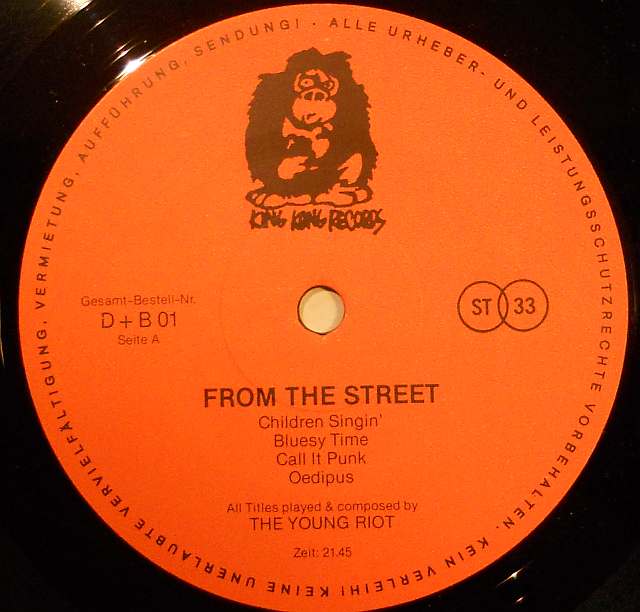 ALLE URHEBER- UND LEISTUNGSSCHUTZRECHTE VORBEHALTEN. KEIN VERLEIH! KEINE UNERLAUBTE VERVIELFÄLTIGUNG, VERMIETUNG, AUFFÜHRUNG, SENDUNG! ·
KING KONG RECORDS
Gesamt-Bestell-Nr.
D + B 01
Seite A
ST 33
FROM THE STREET
Children Singin'
Bluesy Time
Call It Punk
Oedipus
All Titles played & composed by
THE YOUNG RIOT
Zeit: 21.45